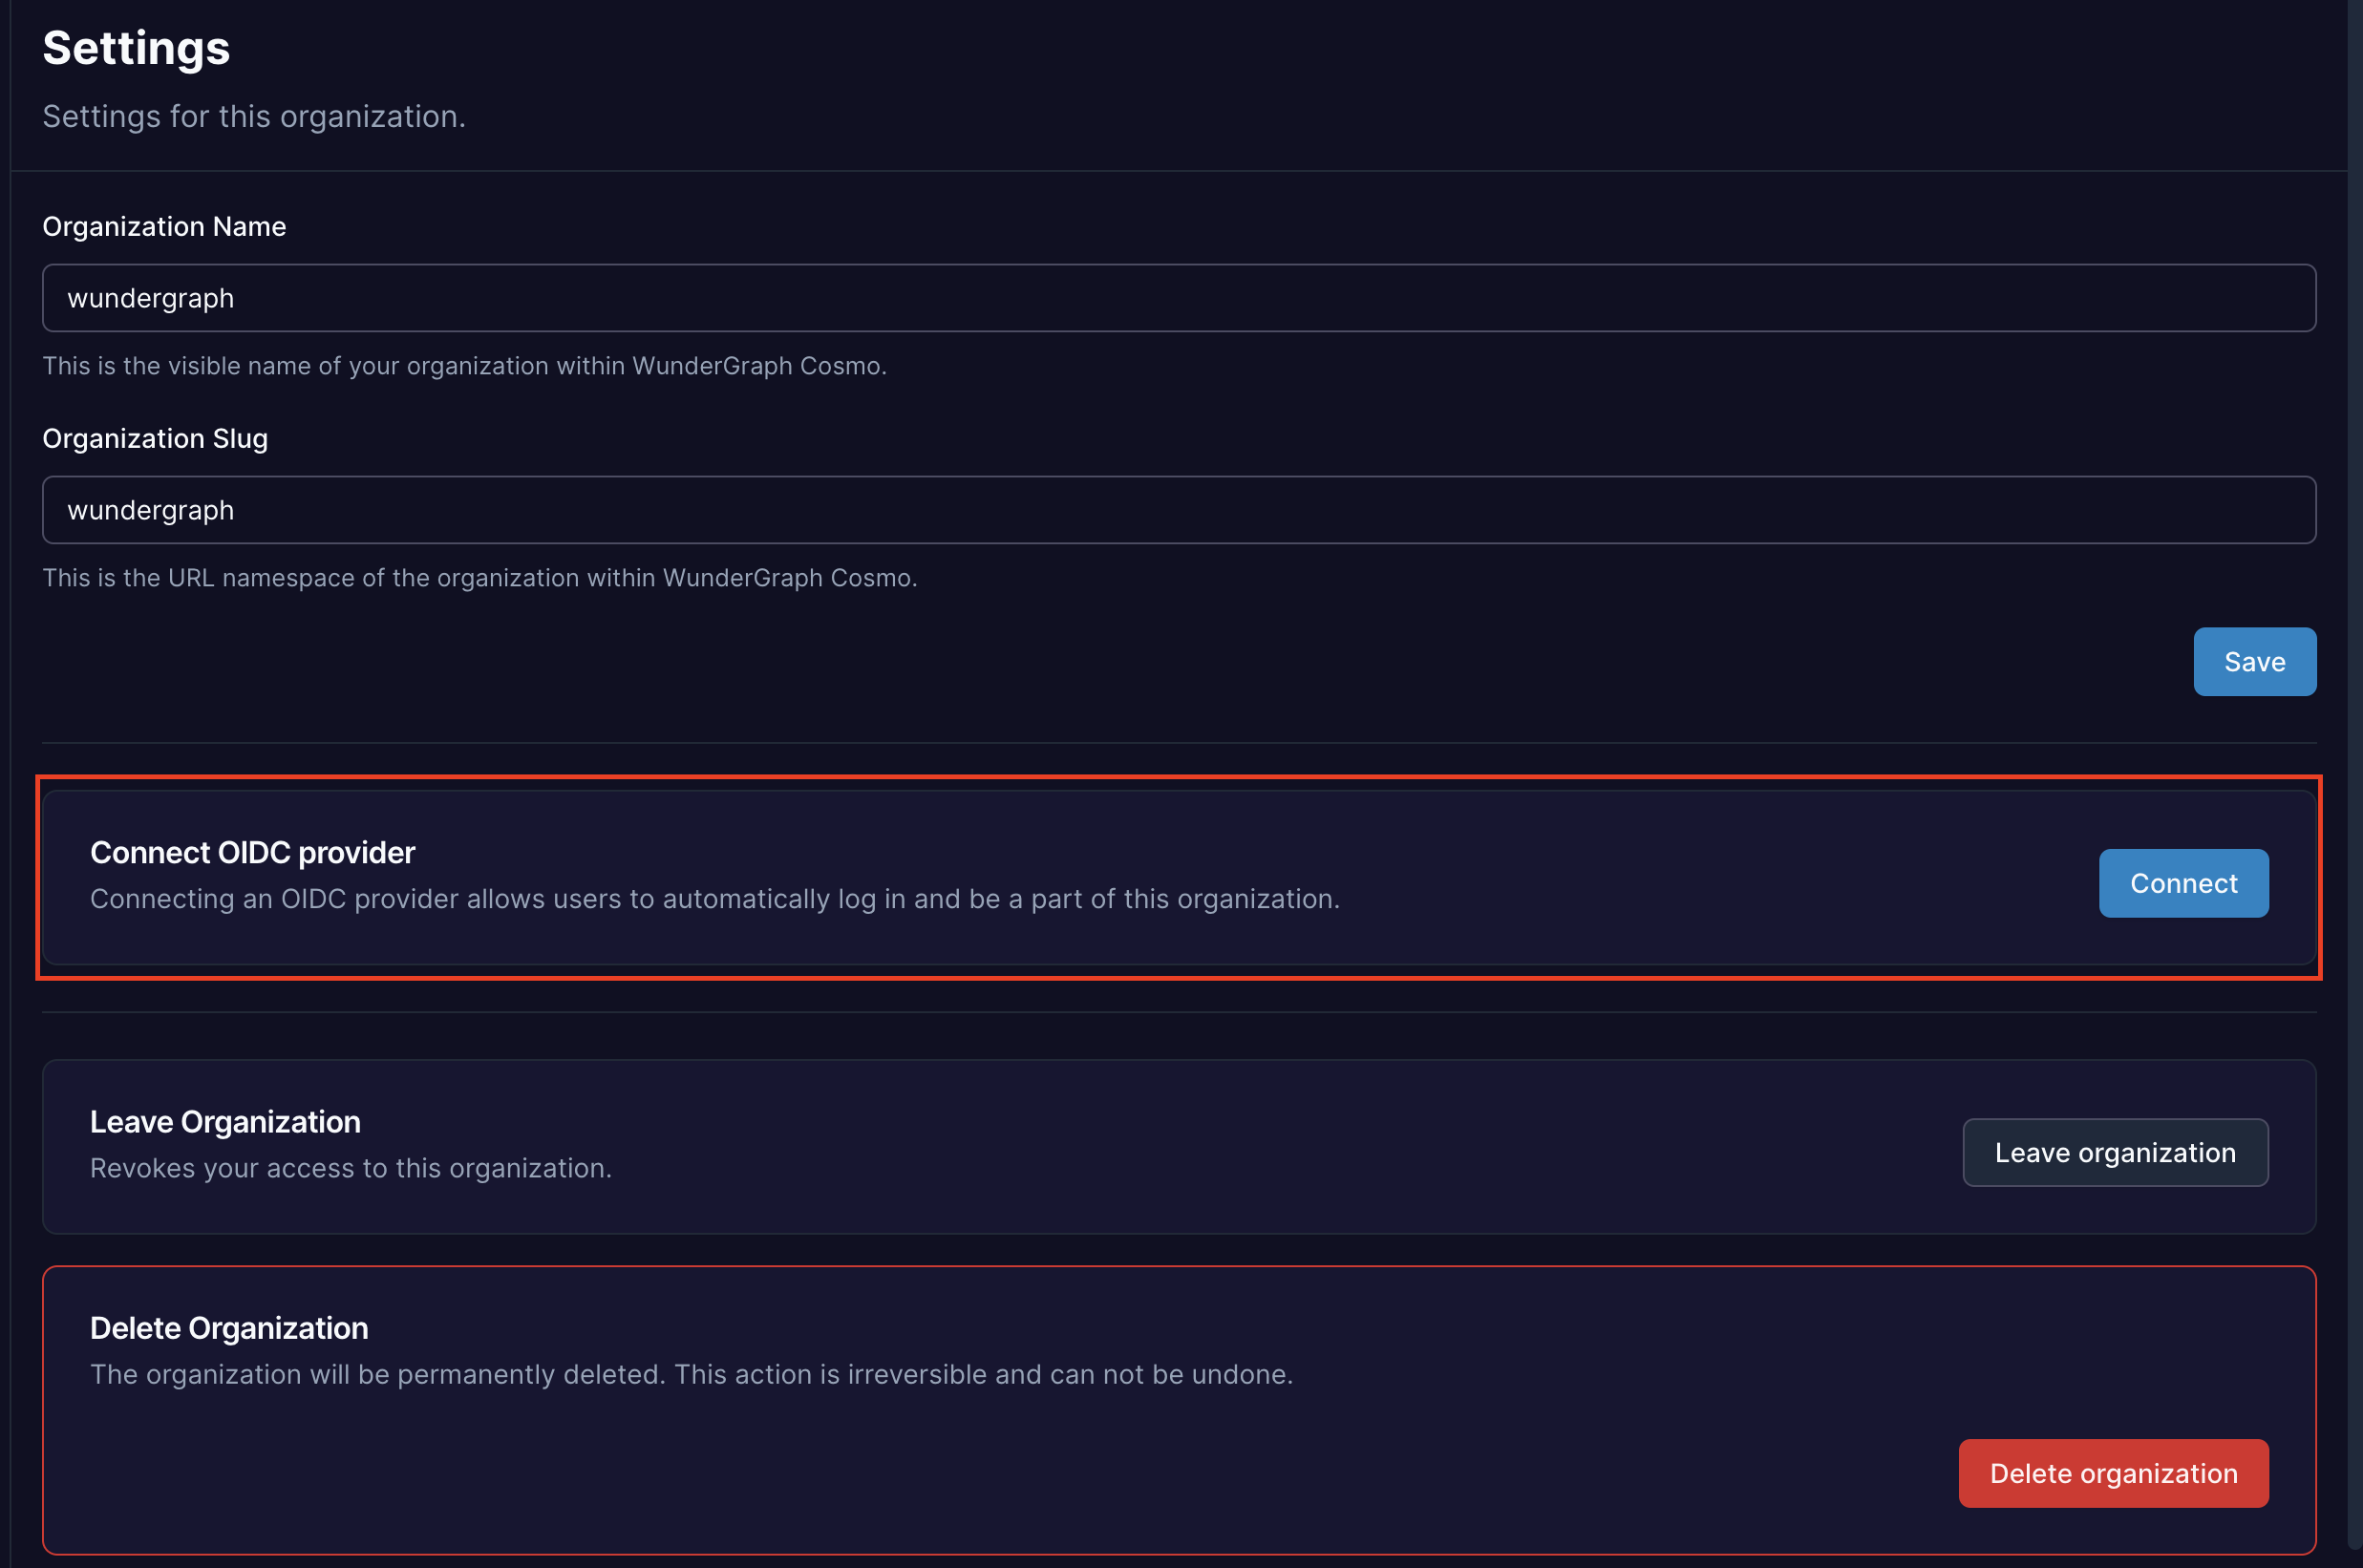 Settings
Settings for this organization.
Organization Name
wundergraph
This is the visible name of your organization within WunderGraph Cosmo.
Organization Slug
wundergraph
This is the URL namespace of the organization within WunderGraph Cosmo.
Save
Connect OIDC provider
Connecting an OIDC provider allows users to automatically log in and be a part of this organization.
Connect
Leave Organization
Revokes your access to this organization.
Leave organization
Delete Organization
The organization will be permanently deleted. This action is irreversible and can not be undone.
Delete organization